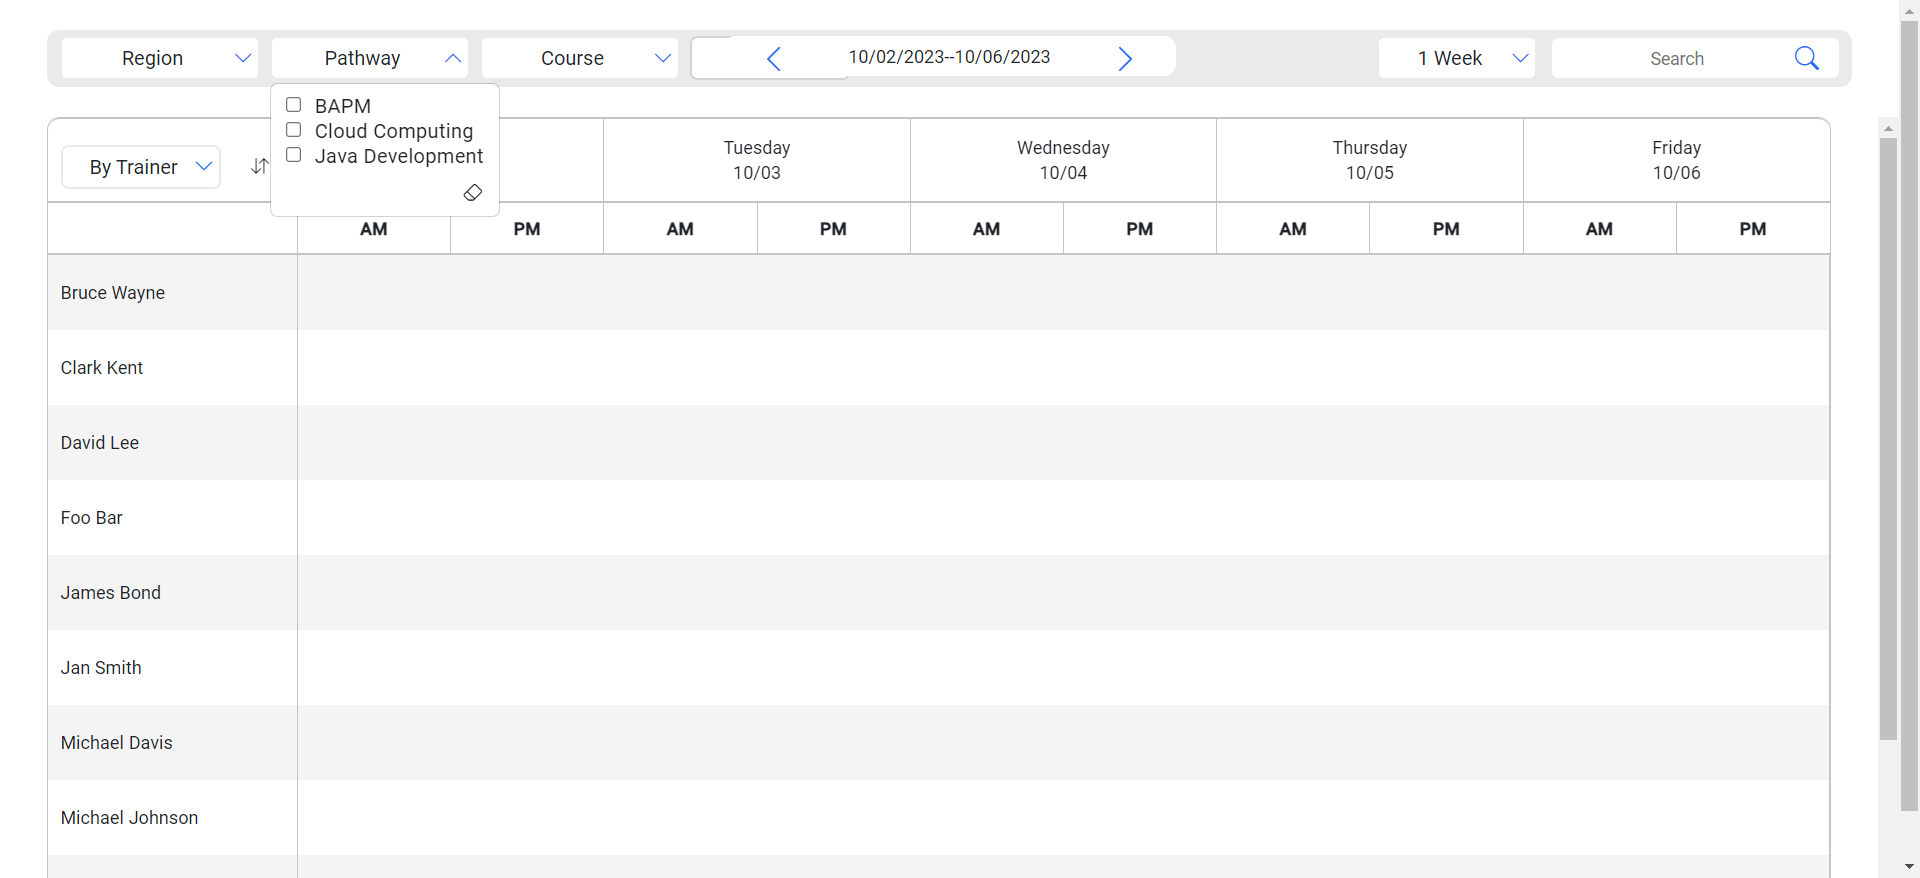 Region
Pathway
Course
10/02/2023--10/06/2023
1 Week
Search
BAPM
Cloud Computing
Java Development
By Trainer
Tuesday
10/03
Wednesday
10/04
Thursday
10/05
Friday
10/06
AM PM AM PM AM PM AM PM AM PM
Bruce Wayne
Clark Kent
David Lee
Foo Bar
James Bond
Jan Smith
Michael Davis
Michael Johnson